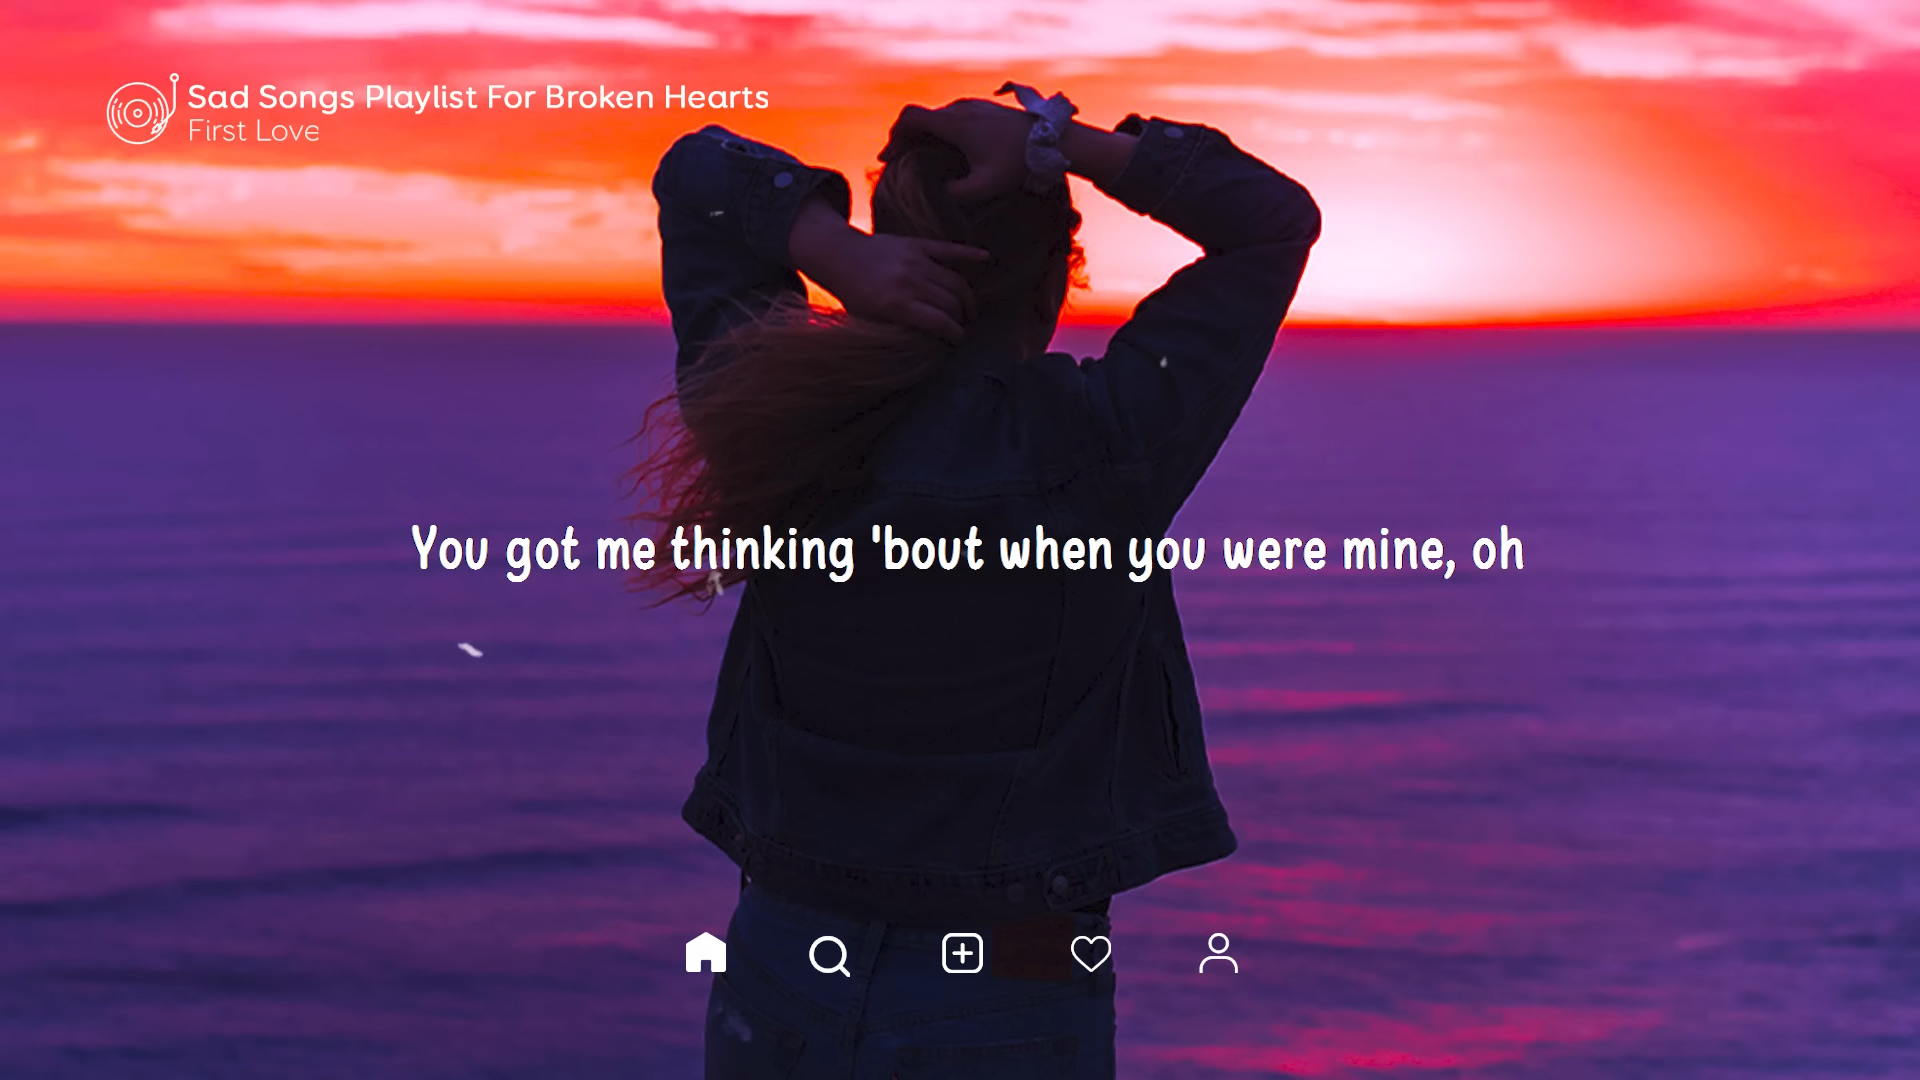 Sad Songs Playlist For Broken Hearts
First Love
You got me thinking 'bout when you were mine, oh